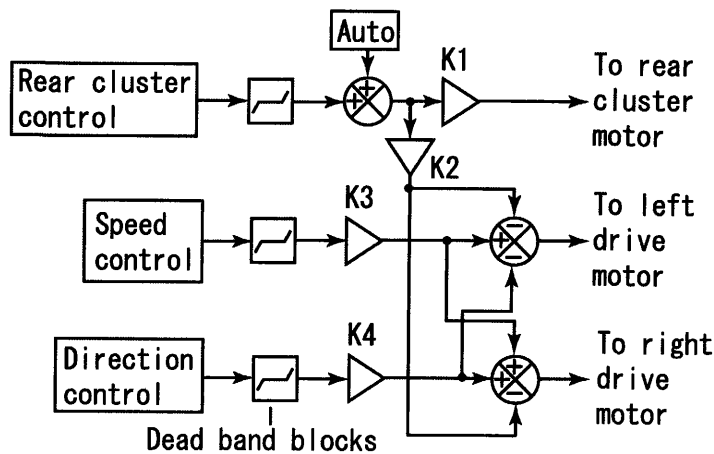 Auto
Rear cluster
control
K1
To rear
cluster
motor
K2
Speed
control
K3
To left
drive
motor
Direction
control
K4
To right
drive
motor
Dead band blocks